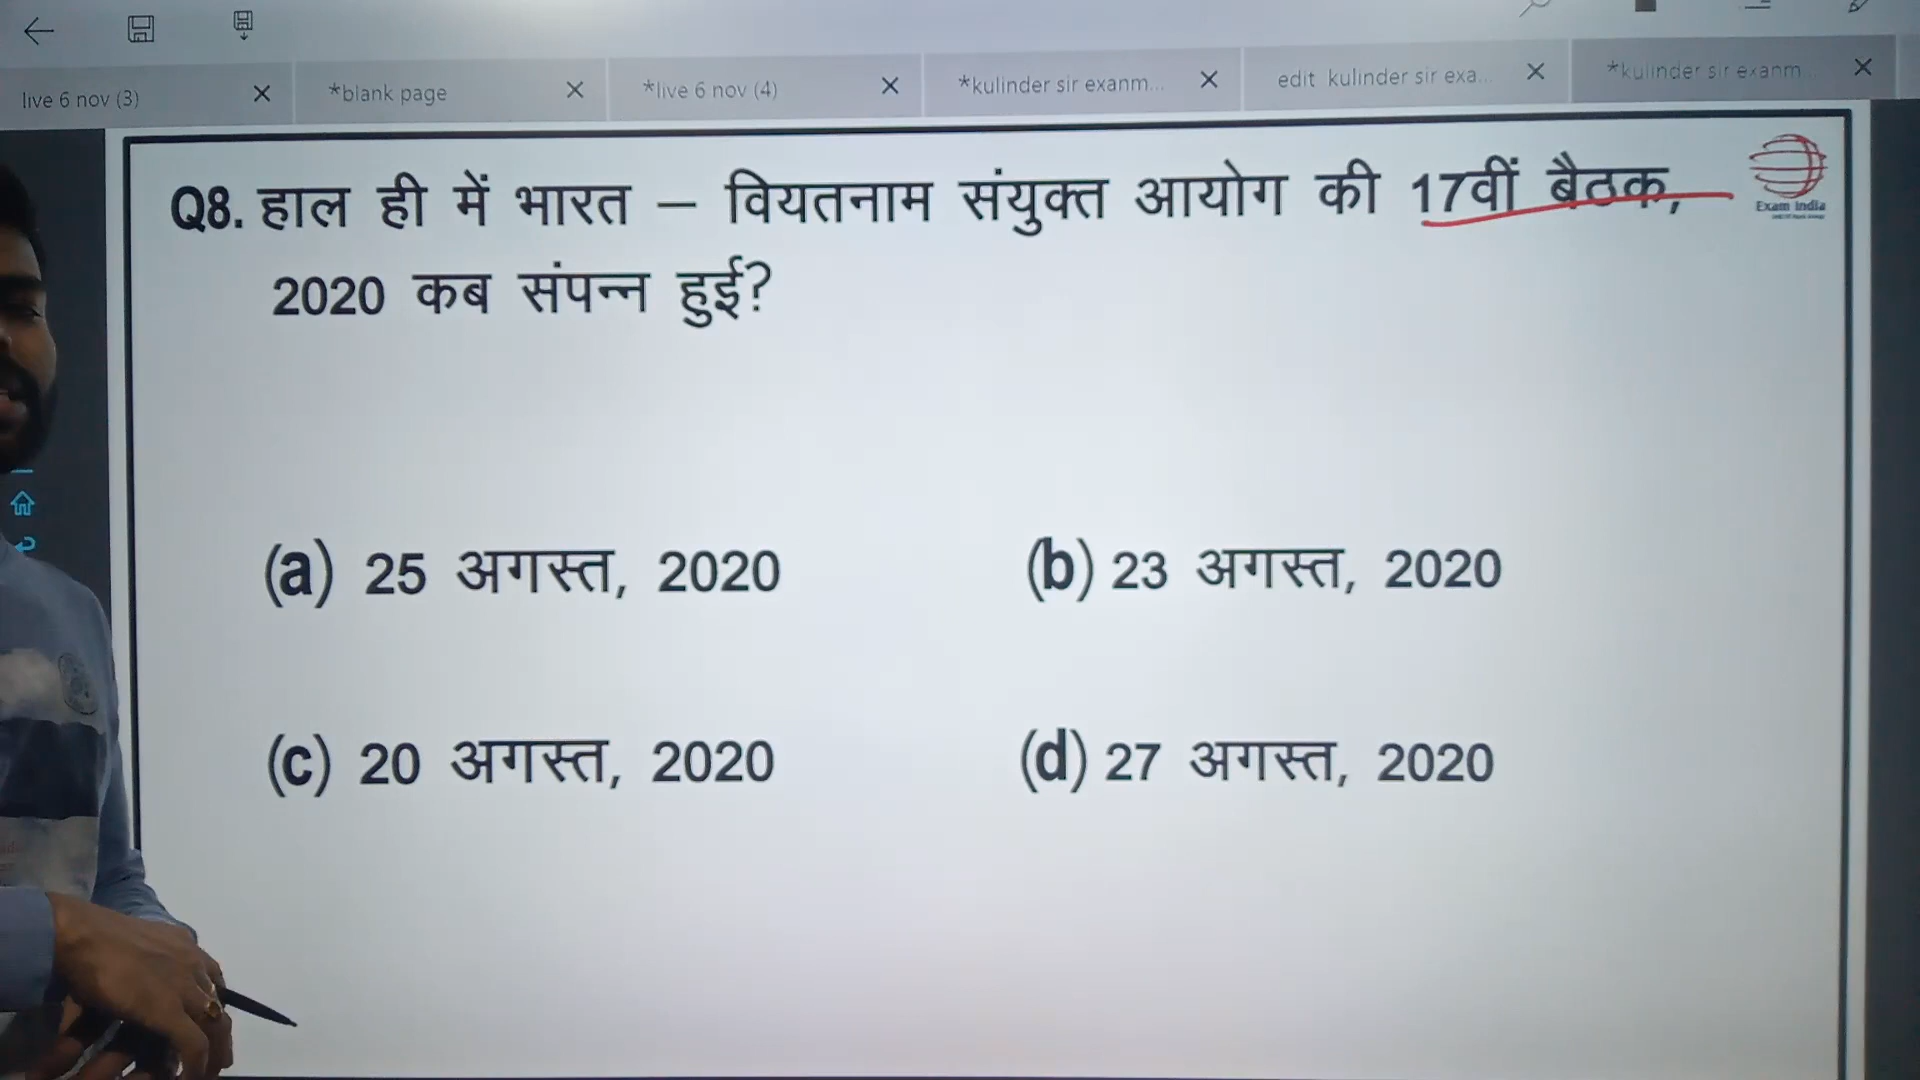 live 6 nov (3)
*blank page
*live 6 nov (4)
*kulinder sir exanm...
edit kulinder sir exa...
*kulinder sir exanm...
Q8. हाल ही में भारत – वियतनाम संयुक्त आयोग की 17वीं बैठक,
2020 कब संपन्न हुई?
Exam India
(a) 25 अगस्त, 2020
(b) 23 अगस्त, 2020
(c) 20 अगस्त, 2020
(d) 27 अगस्त, 2020